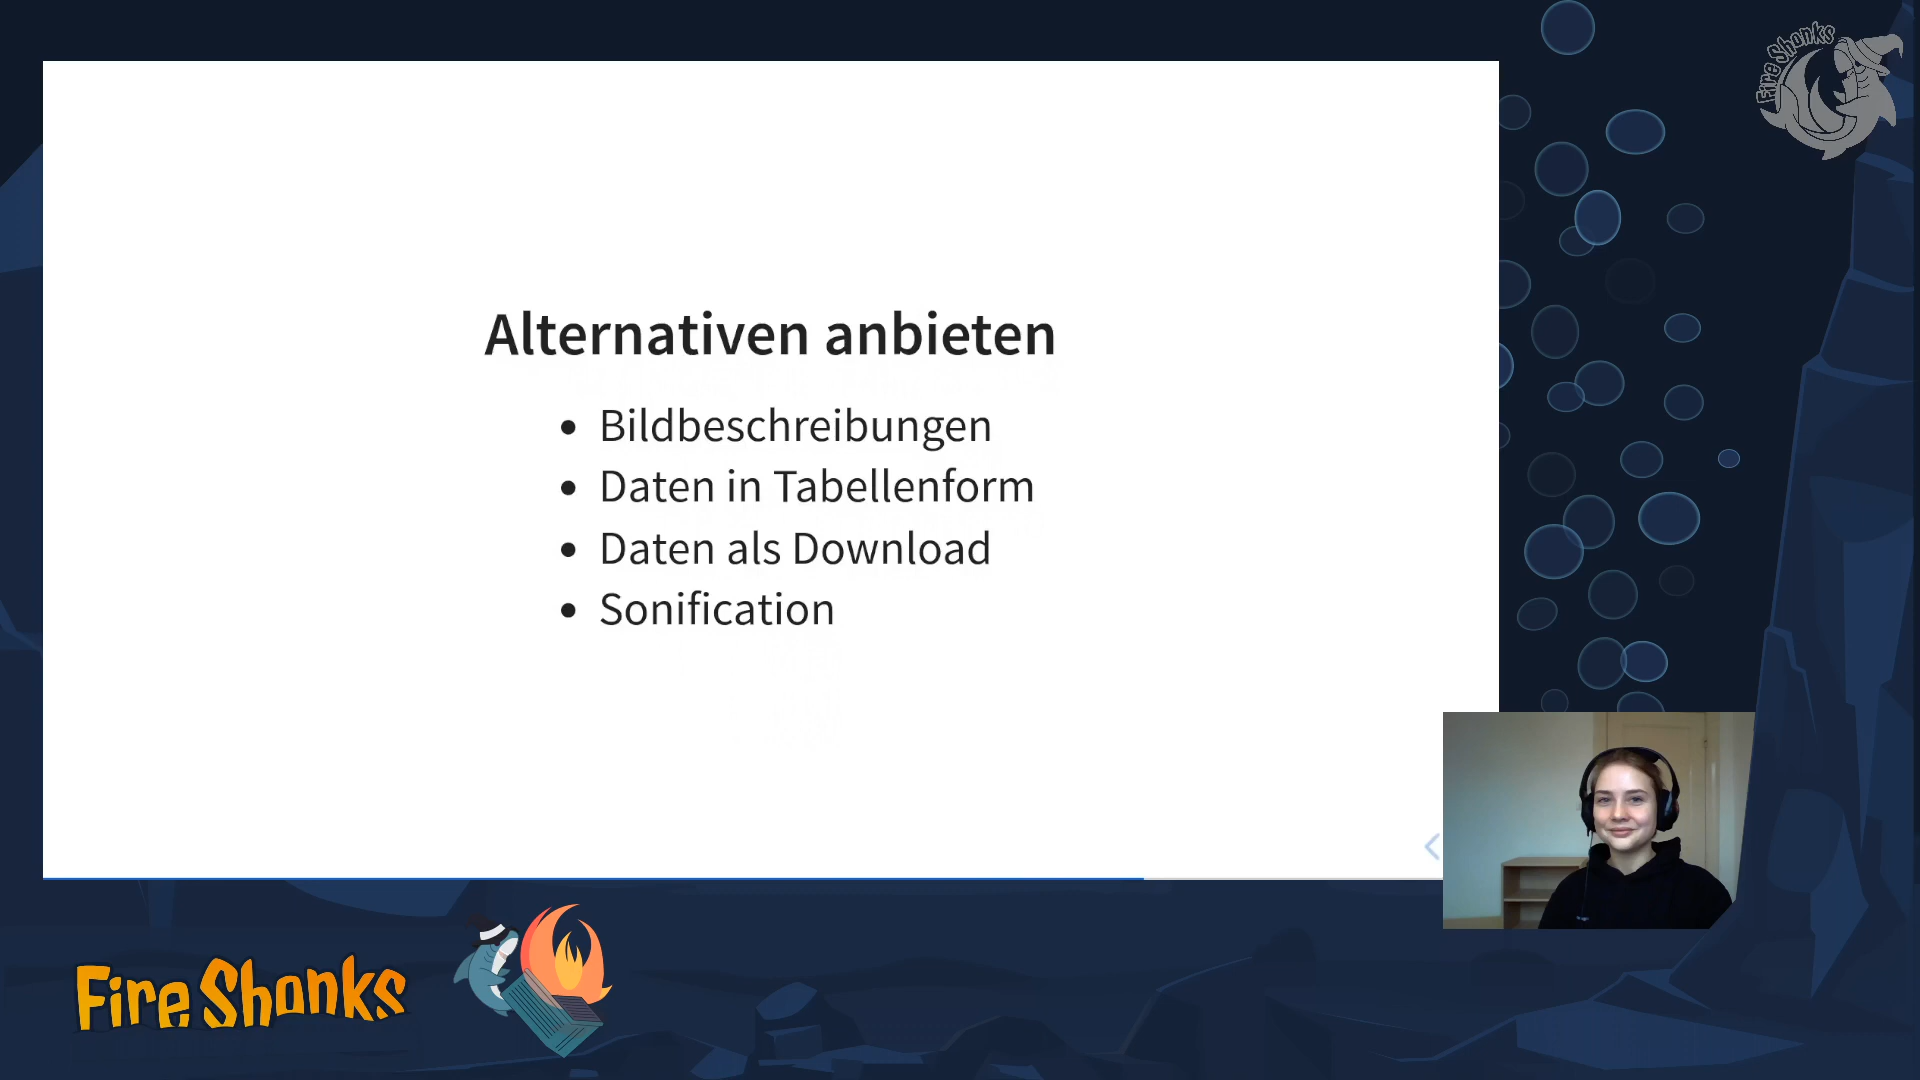 Fire Shonks
Alternativen anbieten
• Bildbeschreibungen
• Daten in Tabellenform
• Daten als Download
• Sonification
Fire Shonks